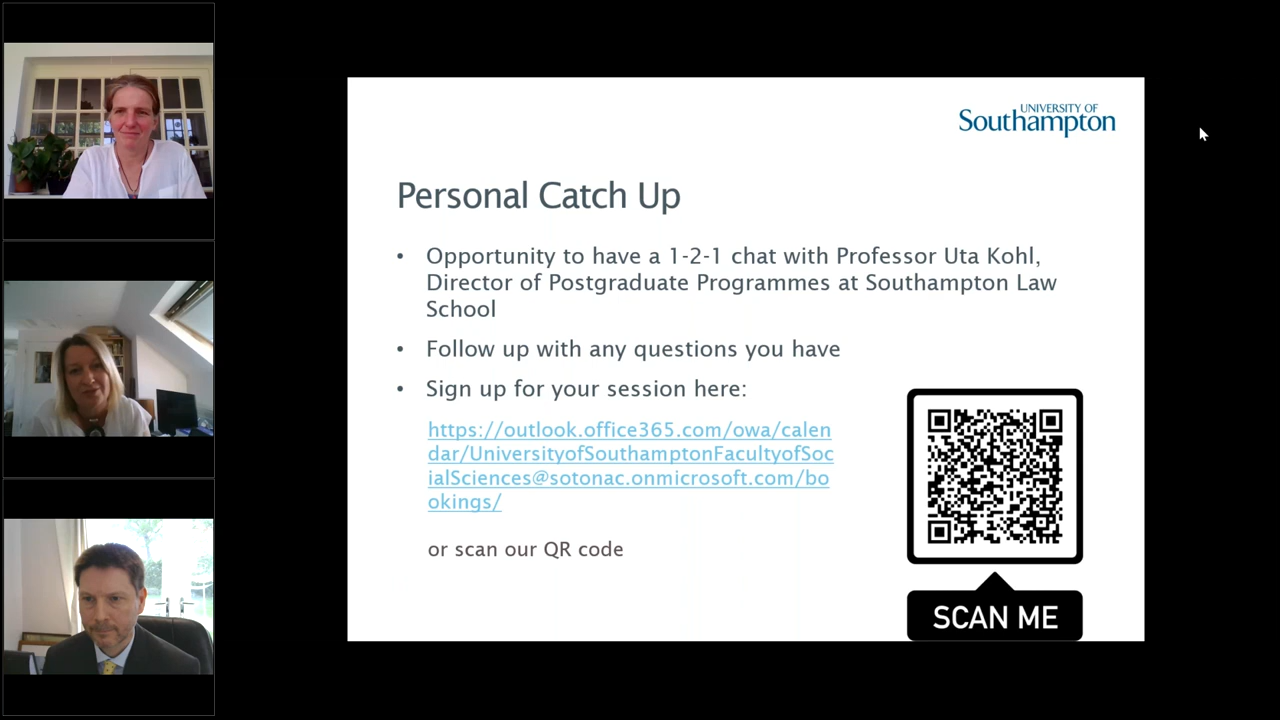 UNIVERSITY OF
Southampton
Personal Catch Up
• Opportunity to have a 1-2-1 chat with Professor Uta Kohl,
Director of Postgraduate Programmes at Southampton Law
School
• Follow up with any questions you have
• Sign up for your session here:
https://outlook.office365.com/owa/calen
dar/UniversityofSouthamptonFacultyofSoc
ialSciences@sotonac.onmicrosoft.com/bo
okings/
or scan our QR code
SCAN ME